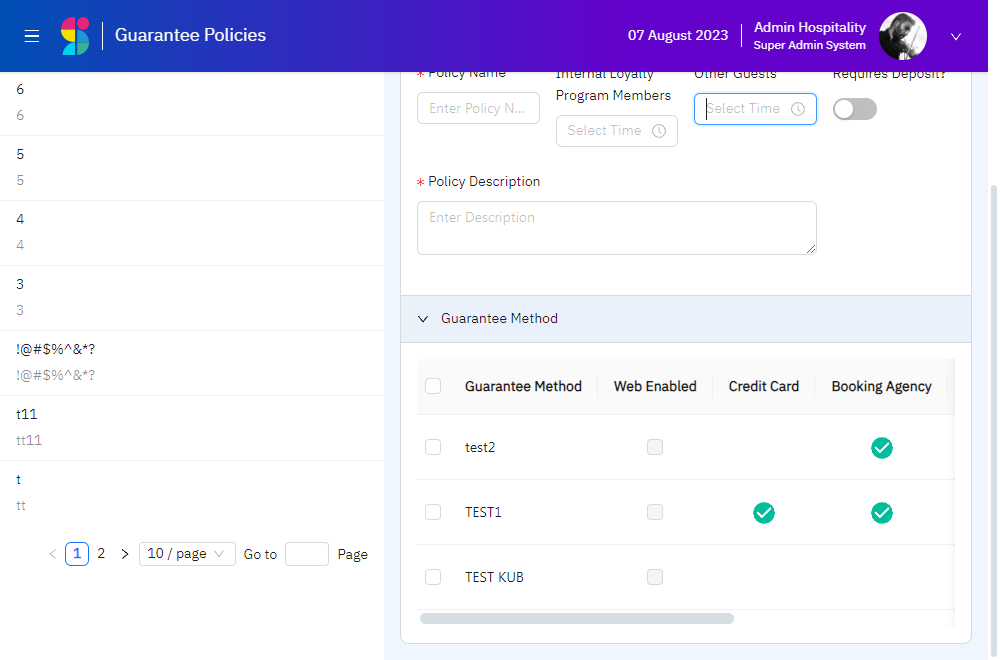 Guarantee Policies
07 August 2023
Admin Hospitality
Super Admin System
6
6
5
5
4
4
3
3
!@#$%^&*?
!@#$%^&*?
t11
tt11
t
tt
1 2 10 / page Go to Page
* Policy Name
Internal Loyalty
Program Members
Other Guests
Requires Deposit?
Enter Policy N...
Select Time
Select Time
* Policy Description
Enter Description
Guarantee Method
Guarantee Method Web Enabled Credit Card Booking Agency
test2
TEST1
TEST KUB